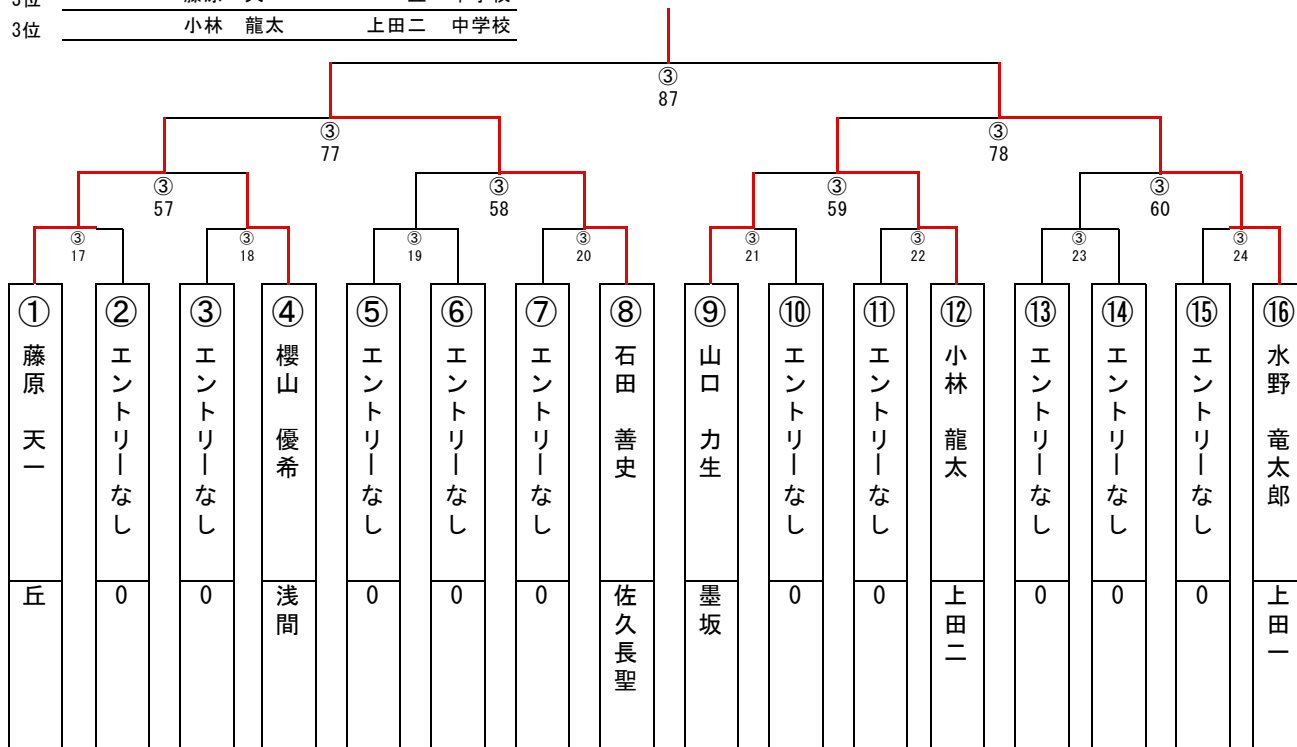 3位
3位 小林 龍太 上田二 中学校
③
87
③
77
③
78
③
57
③
58
③
59
③
60
③
17
③
18
③
19
③
20
③
21
③
22
③
23
③
24
①
藤原 天一
丘
②
エントリーなし
0
③
エントリーなし
0
④
櫻山 優希
浅間
⑤
エントリーなし
0
⑥
エントリーなし
0
⑦
エントリーなし
0
⑧
石田 善史
佐久長聖
⑨
山口 力生
墨坂
⑩
エントリーなし
0
⑪
エントリーなし
0
⑫
小林 龍太
上田二
⑬
エントリーなし
0
⑭
エントリーなし
0
⑮
エントリーなし
0
⑯
水野 竜太郎
上田一